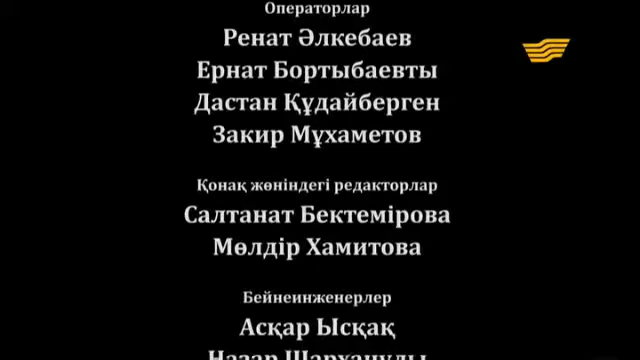 Операторлар
Ренат Әлкебаев
Ернат Бортыбаевты
Дастан Құдайберген
Закир Мұхаметов
Қонақ жөніндегі редакторлар
Салтанат Бектемірова
Мөлдір Хамитова
Бейнеинженерлер
Асқар Ысқақ
Назар